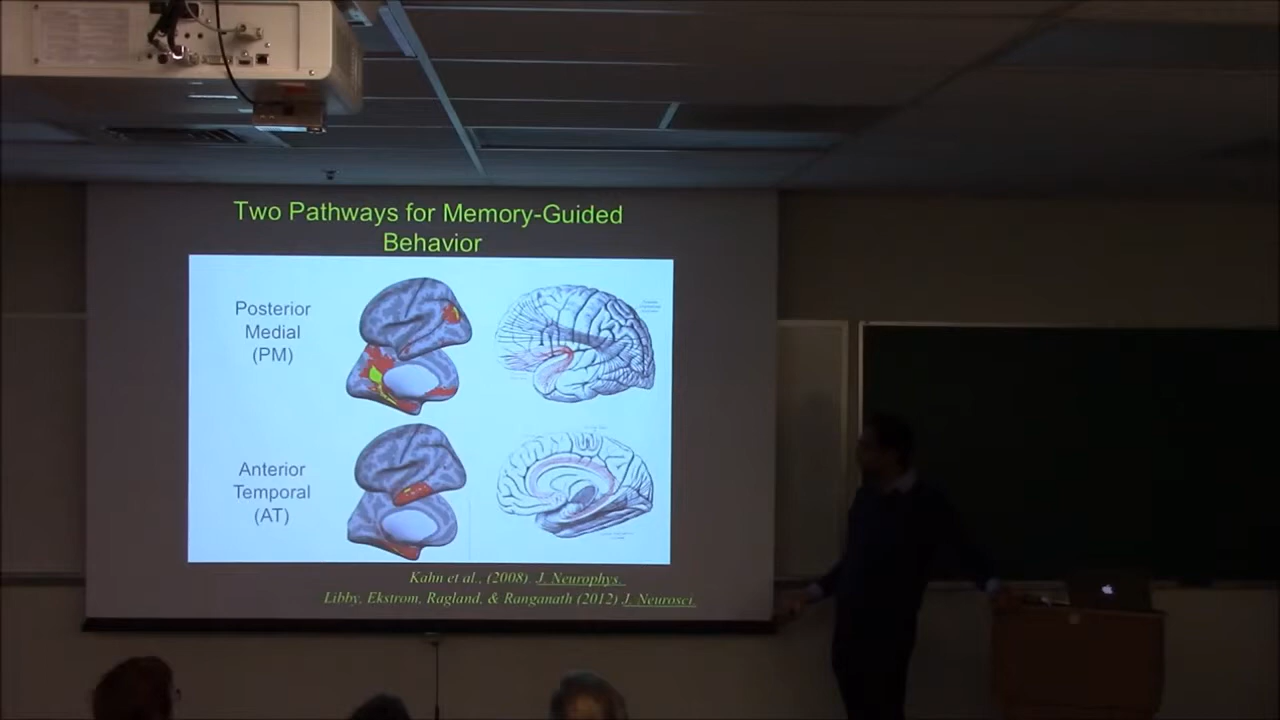 Two Pathways for Memory-Guided
Behavior
Posterior
Medial
(PM)
Anterior
Temporal
(AT)
Kahn et al., (2008) J. Neurophys.
Libby, Ekstrom, Ragland, & Ranganath (2012) J. Neurosci.